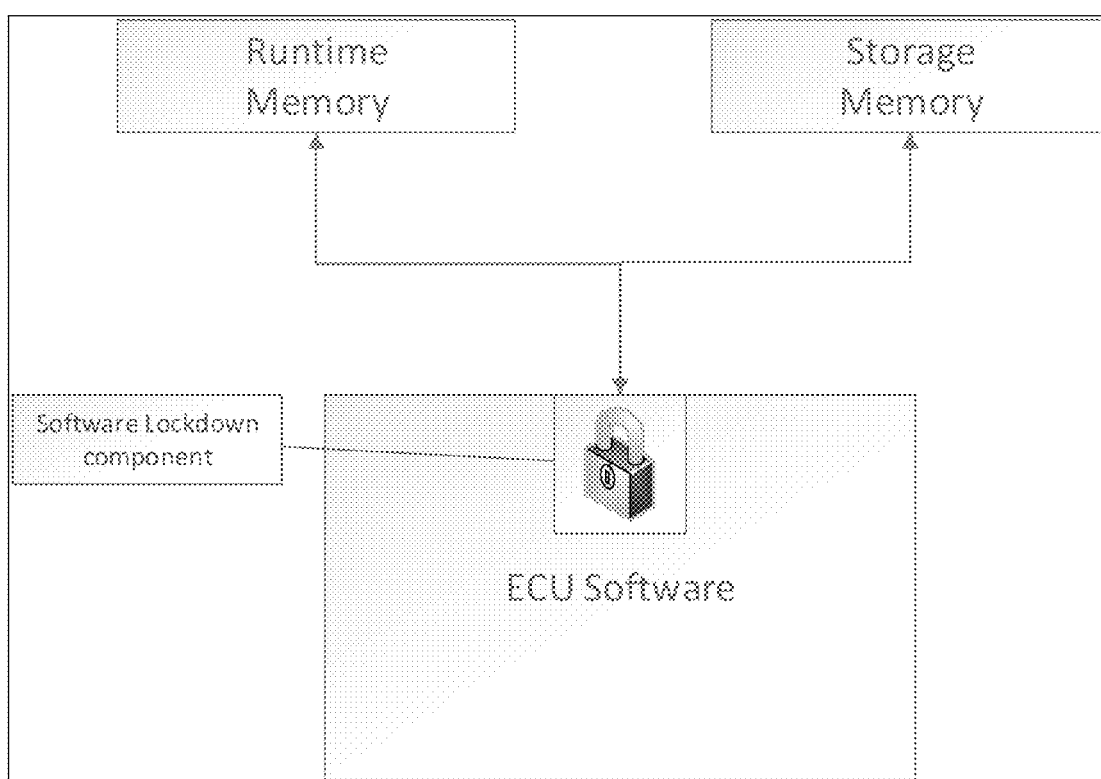 Runtime
Memory
Storage
Memory
Software Lockdown
component
ECU Software